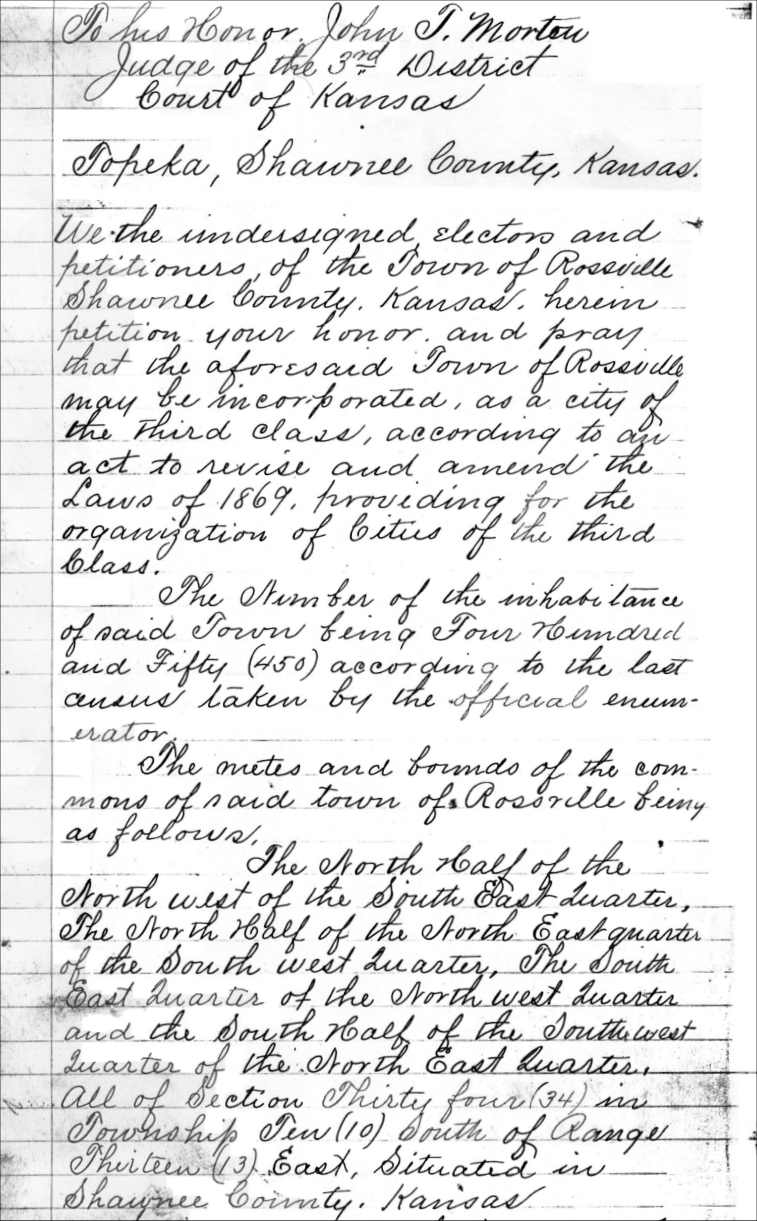 To his Honor. John T. Morton
Judge of the 3rd District
Court of Kansas
Topeka, Shawnee County, Kansas.
We the undersigned, electors and
petitioners, of the Town of Rossville
Shawnee County. Kansas. herein
petition your honor. and pray
that the aforesaid Town of Rossville
may be incorporated, as a city of
the third class, according to an
act to revise and amend the
Laws of 1869. providing for the
organization of Cities of the third
Class.
The Number of the inhabitance
of said Town being Four Hundred
and Fifty (450) according to the last
census taken by the official enum-
erator.
The metes and bounds of the com-
mons of said town of Rossville being
as follows.
The North Half of the
North west of the South East Quarter,
The North Half of the North East quarter
of the South west Quarter, The South
East Quarter of the North west Quarter
and the South Half of the South west
Quarter of the North East Quarter.
All of Section Thirty four (34) in
Township Ten (10) South of Range
Thirteen (13) East, Situated in
Shawnee County. Kansas